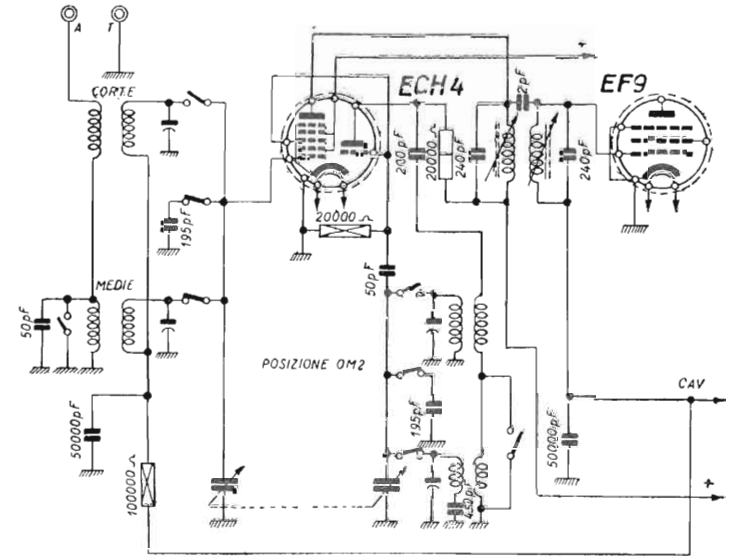 A T
CORTE
ECH4
2pF
EF9
200pF
20000 Ω
240pF
240pF
195pF
20000 Ω
50pF
MEDIE
50pF
POSIZIONE OM2
195pF
CAV
50000pF
50000pF
100000 Ω
450pF
+
+